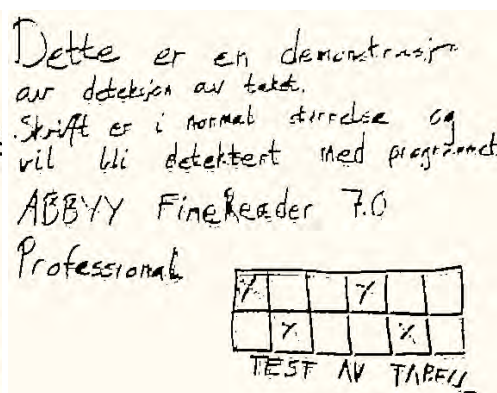 Dette er en demonstrasjon
av deteksjon av tekst.
Skrift er i normal størrelse og
vil bli detektert med programmet
ABBYY FineReader 7.0
Professional
TEST AV TABELL